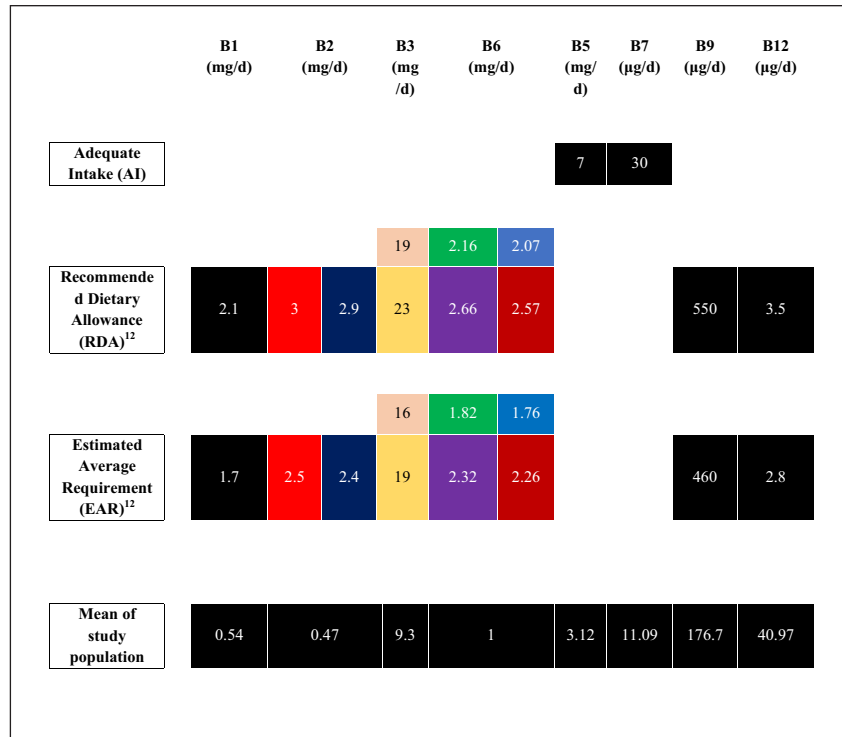 B1 B2 B3 B6 B5 B7 B9 B12
(mg/d) (mg/d) (mg (mg/d) (mg/ (µg/d) (µg/d) (µg/d)
/d) d)
Adequate
Intake (AI)
7 30
19 2.16 2.07
Recommende
d Dietary
Allowance
(RDA)12
2.1 3 2.9 23 2.66 2.57 550 3.5
16 1.82 1.76
Estimated
Average
Requirement
(EAR)12
1.7 2.5 2.4 19 2.32 2.26 460 2.8
Mean of
study
population
0.54 0.47 9.3 1 3.12 11.09 176.7 40.97